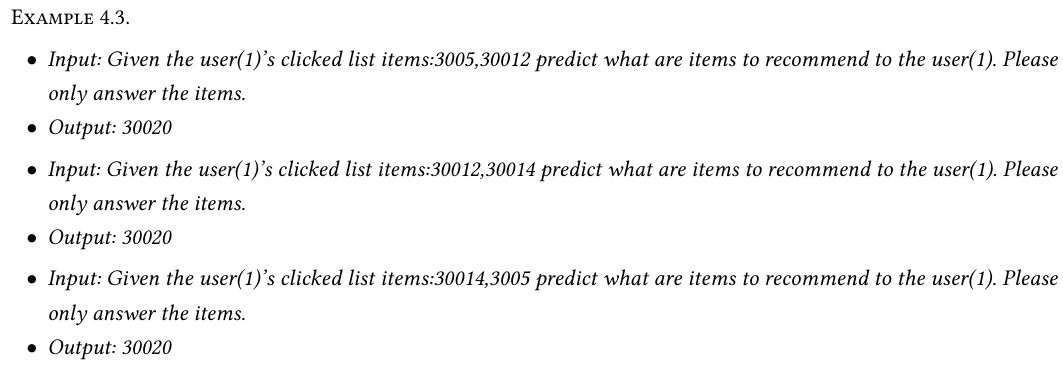 EXAMPLE 4.3.
• Input: Given the user(1)’s clicked list items:3005,30012 predict what are items to recommend to the user(1). Please
only answer the items.
• Output: 30020
• Input: Given the user(1)’s clicked list items:30012,30014 predict what are items to recommend to the user(1). Please
only answer the items.
• Output: 30020
• Input: Given the user(1)’s clicked list items:30014,3005 predict what are items to recommend to the user(1). Please
only answer the items.
• Output: 30020